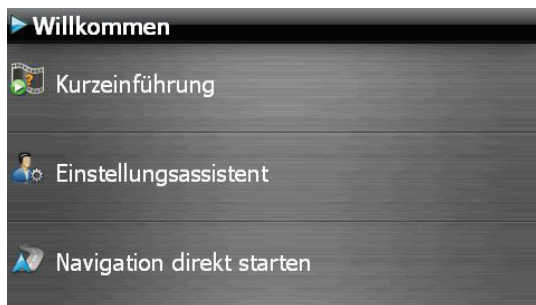 Willkommen
Kurzeinführung
Einstellungsassistent
Navigation direkt starten